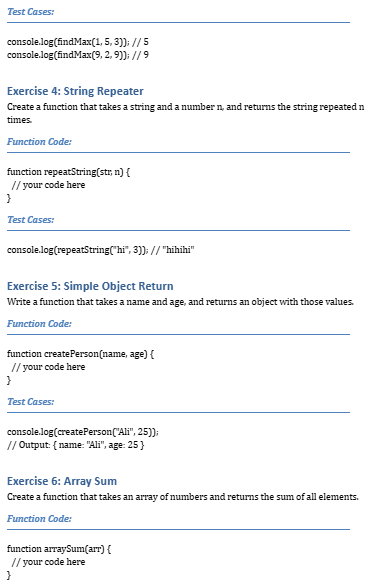 Test Cases:
console.log(findMax(1, 5, 3)); // 5
console.log(findMax(9, 2, 9)); // 9
Exercise 4: String Repeater
Create a function that takes a string and a number n, and returns the string repeated n
times.
Function Code:
function repeatString(str, n) {
// your code here
}
Test Cases:
console.log(repeatString("hi", 3)); // "hihihi"
Exercise 5: Simple Object Return
Write a function that takes a name and age, and returns an object with those values.
Function Code:
function createPerson(name, age) {
// your code here
}
Test Cases:
console.log(createPerson("Ali", 25));
// Output: { name: "Ali", age: 25 }
Exercise 6: Array Sum
Create a function that takes an array of numbers and returns the sum of all elements.
Function Code:
function arraySum(arr) {
// your code here
}